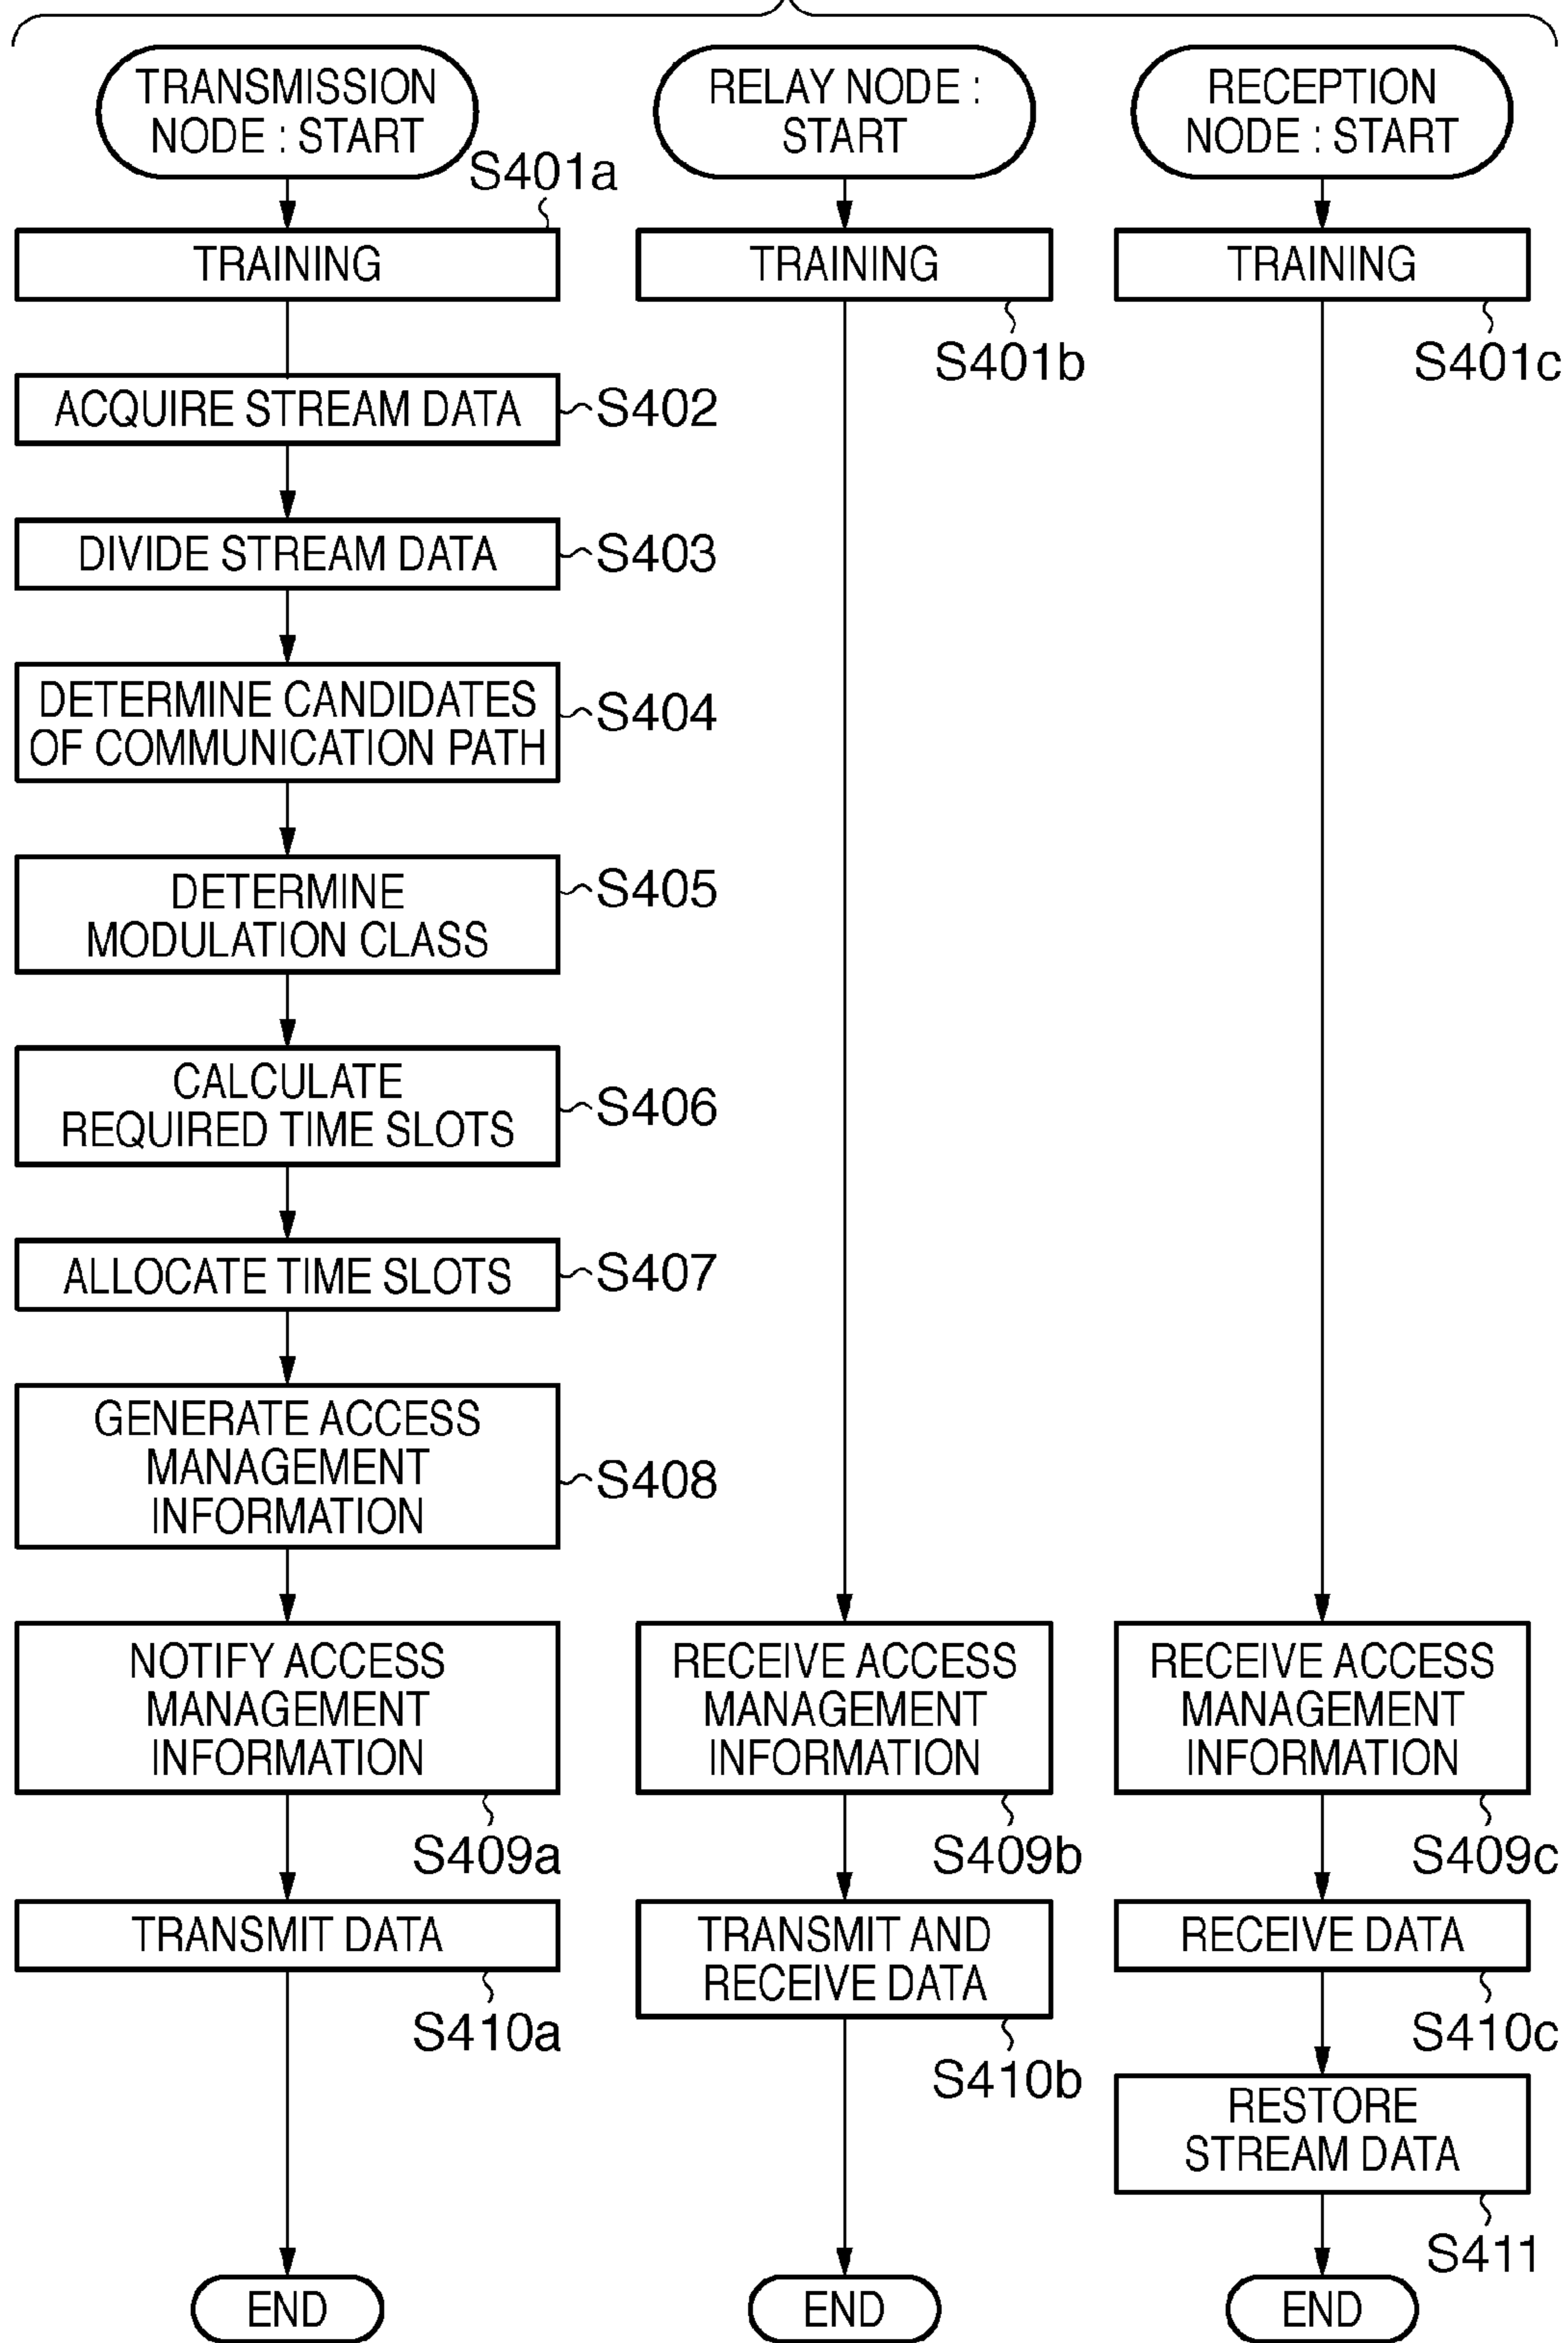 TRANSMISSION
NODE : START
S401a
TRAINING
ACQUIRE STREAM DATA
S402
DIVIDE STREAM DATA
S403
DETERMINE CANDIDATES
OF COMMUNICATION PATH
S404
DETERMINE
MODULATION CLASS
S405
CALCULATE
REQUIRED TIME SLOTS
S406
ALLOCATE TIME SLOTS
S407
GENERATE ACCESS
MANAGEMENT
INFORMATION
S408
NOTIFY ACCESS
MANAGEMENT
INFORMATION
S409a
TRANSMIT DATA
S410a
END
RELAY NODE :
START
TRAINING
S401b
RECEIVE ACCESS
MANAGEMENT
INFORMATION
S409b
TRANSMIT AND
RECEIVE DATA
S410b
END
RECEPTION
NODE : START
TRAINING
S401c
RECEIVE ACCESS
MANAGEMENT
INFORMATION
S409c
RECEIVE DATA
S410c
RESTORE
STREAM DATA
S411
END